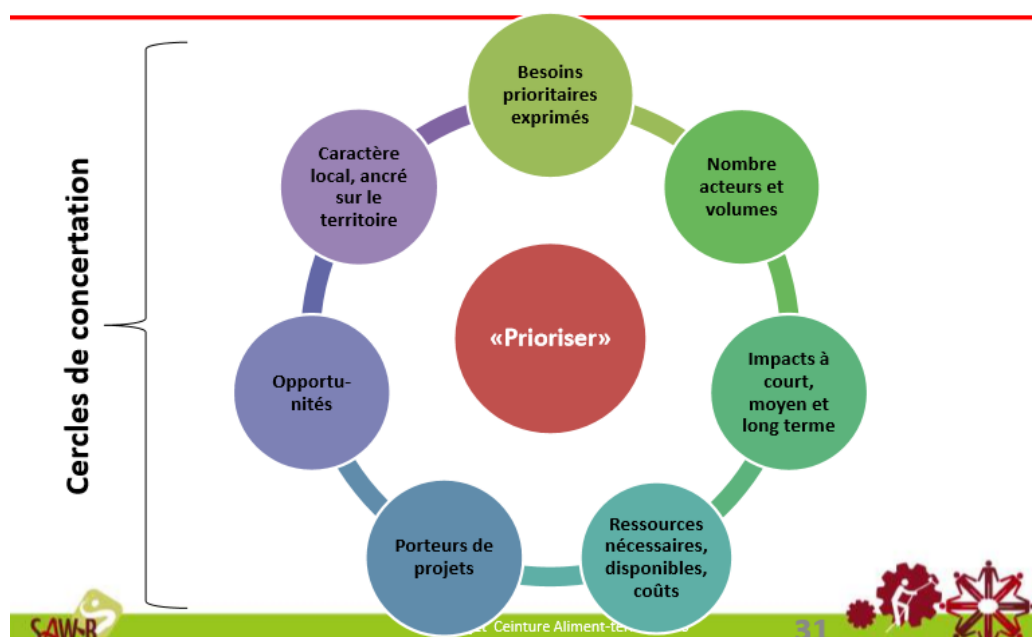 Cercles de concertation
Besoins
prioritaires
exprimés
Nombre
acteurs et
volumes
Impacts à
court,
moyen et
long terme
Ressources
nécessaires,
disponibles,
coûts
Porteurs de
projets
Opportu-
nités
Caractère
local, ancré
sur le
territoire
«Prioriser»
SAW-B
Ceinture Aliment-
31